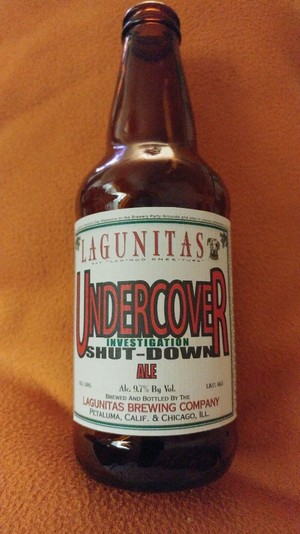 LAGUNITAS
UNDERCOVER
INVESTIGATION
SHUT-DOWN
ALE
Alc. 9.7% By Vol.
BREWED AND BOTTLED BY THE
LAGUNITAS BREWING COMPANY
PETALUMA, CALIF. & CHICAGO, ILL.